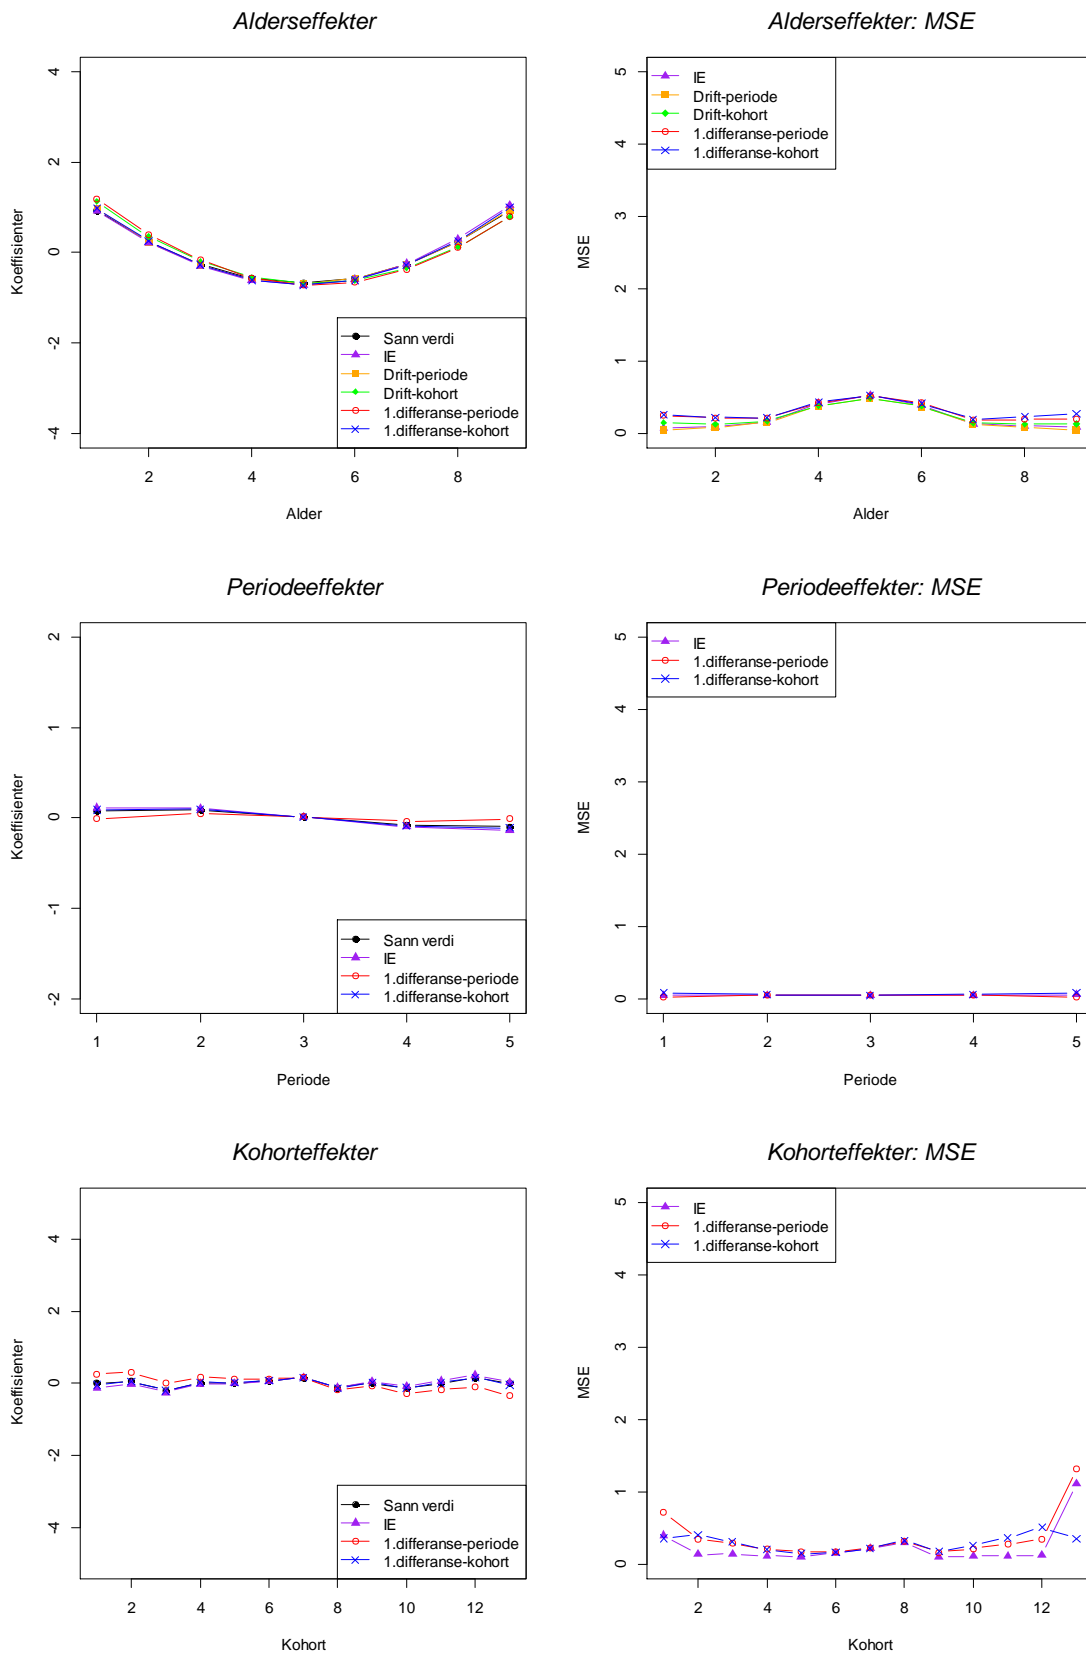 Alderseffekter
Koeffisienter
4
2
0
-2
-4
Sann verdi
IE
Drift-periode
Drift-kohort
1.differanse-periode
1.differanse-kohort
2
4
6
8
Alder
Alderseffekter: MSE
MSE
5
4
3
2
1
0
IE
Drift-periode
Drift-kohort
1.differanse-periode
1.differanse-kohort
2
4
6
8
Alder
Periodeeffekter
Koeffisienter
2
1
0
-1
-2
Sann verdi
IE
1.differanse-periode
1.differanse-kohort
1
2
3
4
5
Periode
Periodeeffekter: MSE
MSE
5
4
3
2
1
0
IE
1.differanse-periode
1.differanse-kohort
1
2
3
4
5
Periode
Kohorteffekter
Koeffisienter
4
2
0
-2
-4
Sann verdi
IE
1.differanse-periode
1.differanse-kohort
2
4
6
8
10
12
Kohort
Kohorteffekter: MSE
MSE
5
4
3
2
1
0
IE
1.differanse-periode
1.differanse-kohort
2
4
6
8
10
12
Kohort